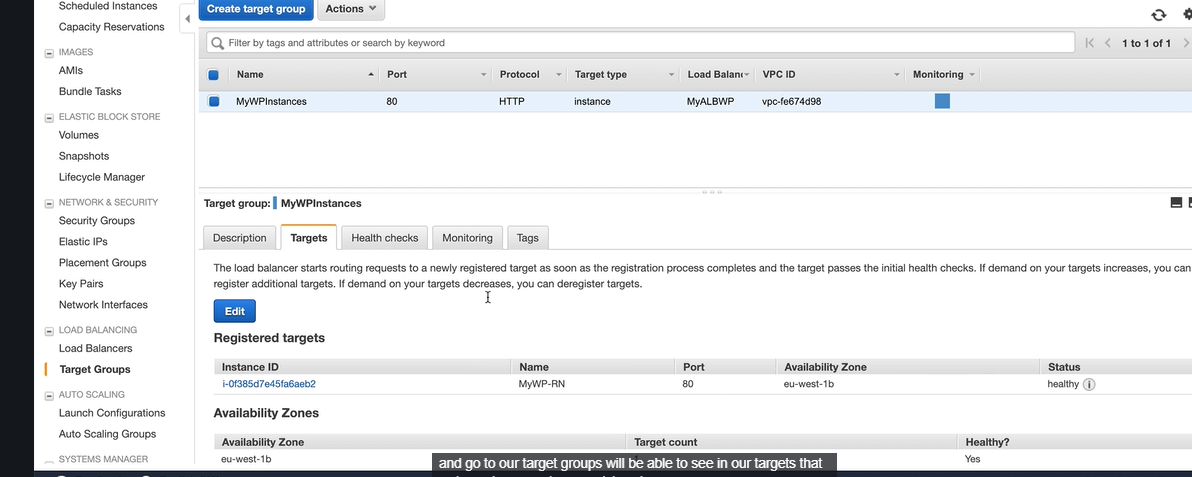 Scheduled Instances
Capacity Reservations
IMAGES
AMIs
Bundle Tasks
ELASTIC BLOCK STORE
Volumes
Snapshots
Lifecycle Manager
NETWORK & SECURITY
Security Groups
Elastic IPs
Placement Groups
Key Pairs
Network Interfaces
LOAD BALANCING
Load Balancers
Target Groups
AUTO SCALING
Launch Configurations
Auto Scaling Groups
SYSTEMS MANAGER
Create target group Actions
Filter by tags and attributes or search by keyword 1 to 1 of 1
Name Port Protocol Target type Load Balanc VPC ID Monitoring
MyWPInstances 80 HTTP instance MyALBWP vpc-fe674d98
Target group: MyWPInstances
Description Targets Health checks Monitoring Tags
The load balancer starts routing requests to a newly registered target as soon as the registration process completes and the target passes the initial health checks. If demand on your targets increases, you can
register additional targets. If demand on your targets decreases, you can deregister targets.
Edit
Registered targets
Instance ID Name Port Availability Zone Status
i-0f385d7e45fa6aeb2 MyWP-RN 80 eu-west-1b healthy
Availability Zones
Availability Zone Target count Healthy?
eu-west-1b Yes
and go to our target groups will be able to see in our targets that